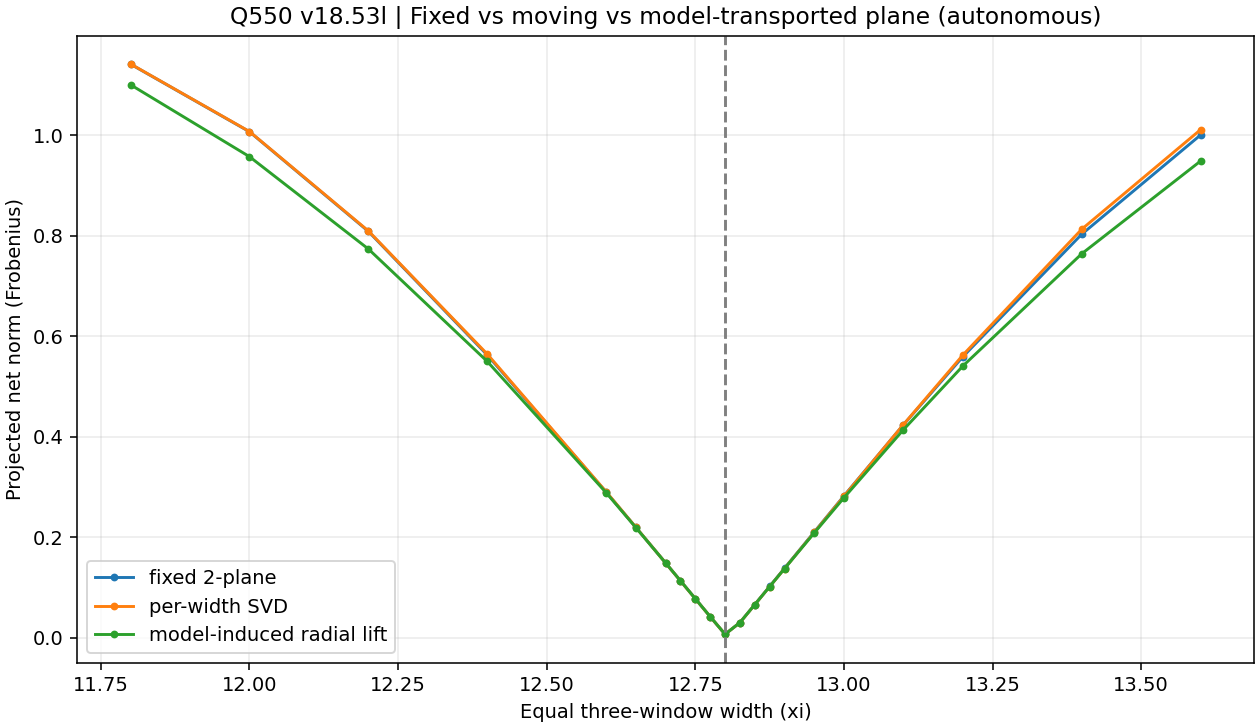 Q550 v18.53l | Fixed vs moving vs model-transported plane (autonomous)
Projected net norm (Frobenius)
1.0
0.8
0.6
0.4
0.2
0.0
fixed 2-plane
per-width SVD
model-induced radial lift
11.75 12.00 12.25 12.50 12.75 13.00 13.25 13.50
Equal three-window width (xi)